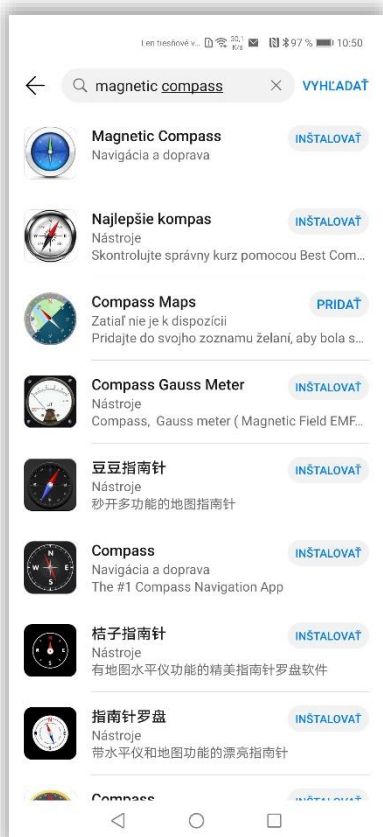 Len tiesňové v... 30,1 K/s 97 % 10:50
magnetic compass VYHĽADAŤ
Magnetic Compass
Navigácia a doprava
INŠTALOVAŤ
Najlepšie kompas
Nástroje
Skontrolujte správny kurz pomocou Best Com...
INŠTALOVAŤ
Compass Maps
Zatiaľ nie je k dispozícii
Pridajte do svojho zoznamu želaní, aby bola s...
PRIDAŤ
Compass Gauss Meter
Nástroje
Compass, Gauss meter ( Magnetic Field EMF...
INŠTALOVAŤ
豆豆指南针
Nástroje
秒开多功能的地图指南针
INŠTALOVAŤ
Compass
Navigácia a doprava
The #1 Compass Navigation App
INŠTALOVAŤ
桔子指南针
Nástroje
有地图水平仪功能的精美指南针罗盘软件
INŠTALOVAŤ
指南针罗盘
Nástroje
带水平仪和地图功能的漂亮指南针
INŠTALOVAŤ
Compass
INŠTALOVAŤ